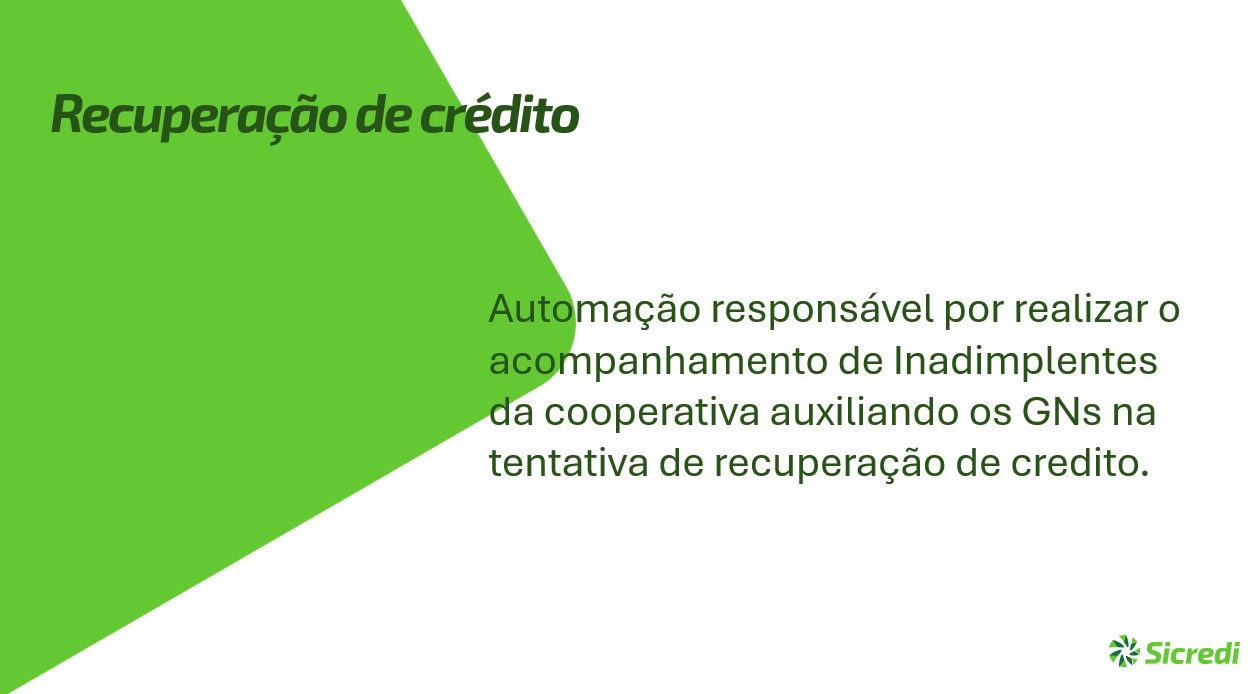 Recuperação de crédito
Automação responsável por realizar o
acompanhamento de Inadimplentes
da cooperativa auxiliando os GNs na
tentativa de recuperação de credito.
Sicredi